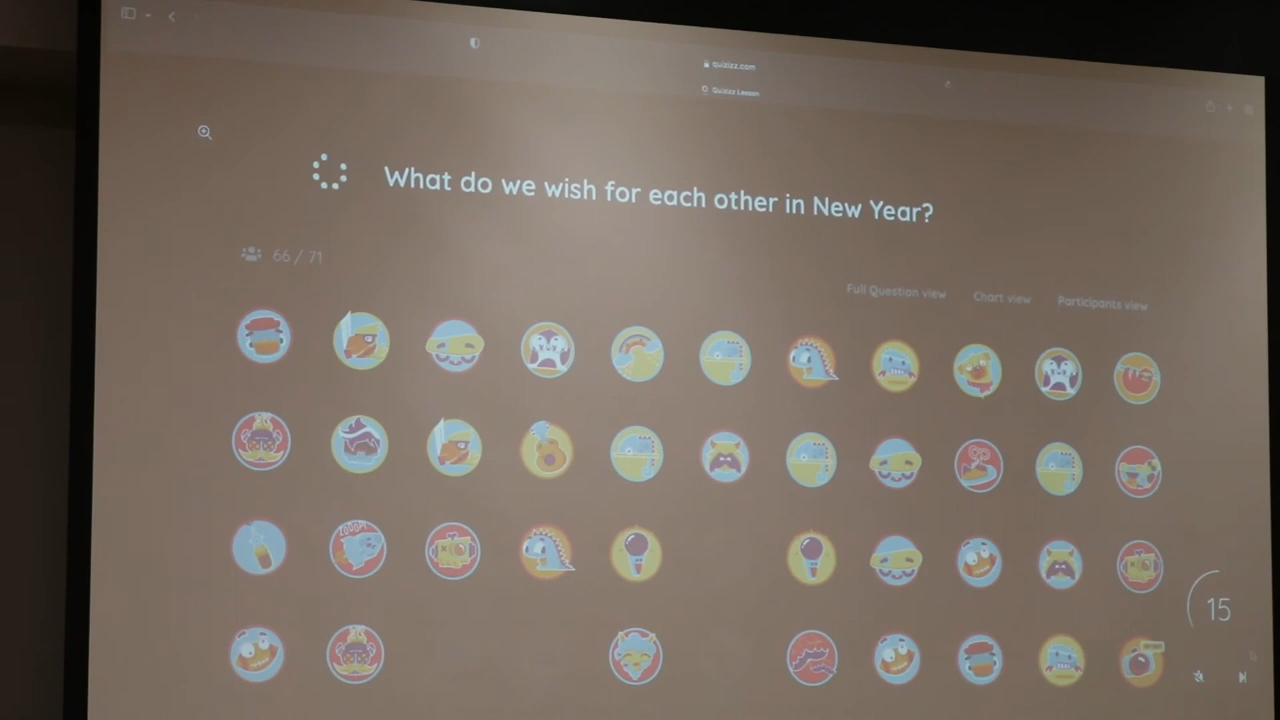 quizizz.com
Quizizz Lesson
What do we wish for each other in New Year?
66 / 71
Full Question view
Chart view
Participants view
ZOOOM
15